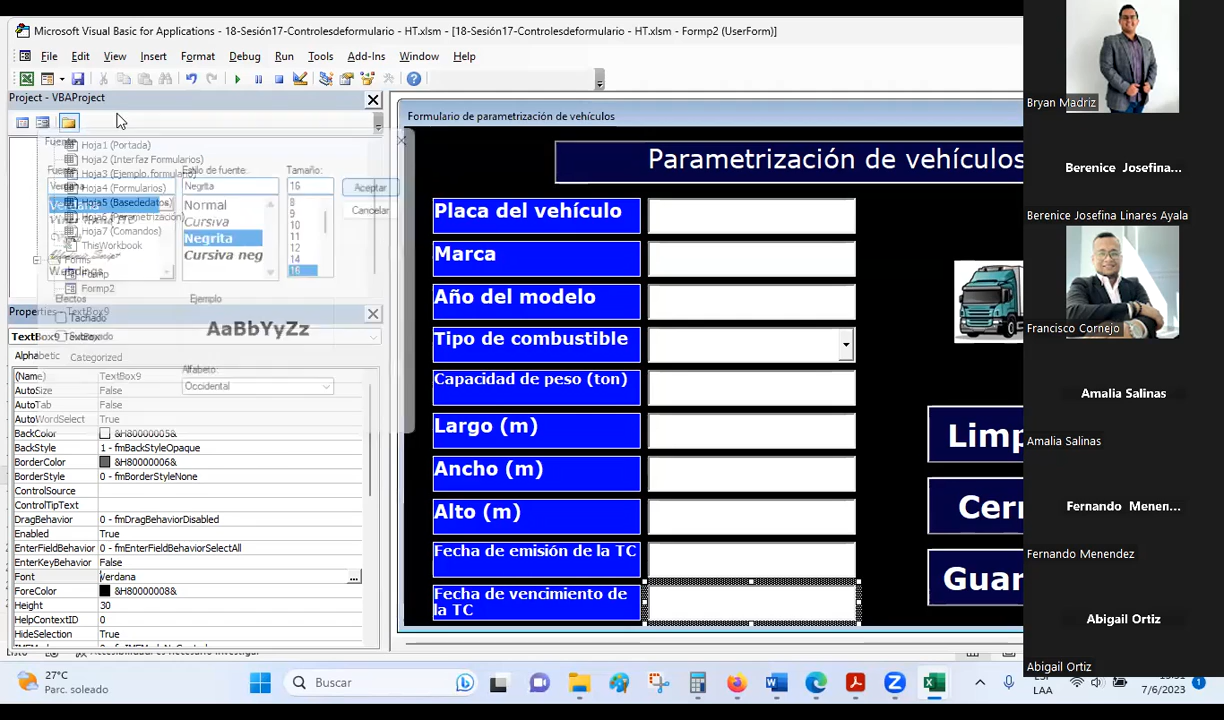 Microsoft Visual Basic for Applications - 18-Sesión17-Controlesdeformulario - HT.xlsm - [18-Sesión17-Controlesdeformulario - HT.xlsm - Formp2 (UserForm)]
File Edit View Insert Format Debug Run Tools Add-Ins Window Help
Project - VBAProject
Fuente
Hoja1 (Portada)
Hoja2 (Interfaz Formularios)
Hoja3 (Ejemplo.formulario)
Fuente: Estilo de fuente: Tamaño:
Hoja4 (Formularios)
Verdana Negrita 16 Aceptar
Hoja5 (Basededatos)
Verdana Normal 8
Hoja6 (Parametrización)
9
Cursiva 10 Cancelar
Hoja7 (Comandos)
Negrita 11
ThisWorkbook
12
Cursiva neg 14
Forms
Webdings 16
Formp
Formp2
Efectos Ejemplo
Tachado
AaBbYyZz
Subrayado
Alfabeto:
Occidental
Properties - TextBox9
TextBox9 TextBox
Alphabetic Categorized
(Name) TextBox9
AutoSize False
AutoTab False
AutoWordSelect True
BackColor &H80000005&
BackStyle 1 - fmBackStyleOpaque
BorderColor &H80000006&
BorderStyle 0 - fmBorderStyleNone
ControlSource
ControlTipText
DragBehavior 0 - fmDragBehaviorDisabled
Enabled True
EnterFieldBehavior 0 - fmEnterFieldBehaviorSelectAll
EnterKeyBehavior False
Font Verdana ...
ForeColor &H80000008&
Height 30
HelpContextID 0
HideSelection True
Formulario de parametrización de vehículos
Parametrización de vehículos
Placa del vehículo
Marca
Año del modelo
Tipo de combustible
Capacidad de peso (ton)
Largo (m)
Ancho (m)
Alto (m)
Fecha de emisión de la TC
Fecha de vencimiento de
la TC
Limp
Cerr
Guar
Bryan Madriz
Berenice Josefina...
Berenice Josefina Linares Ayala
Francisco Cornejo
Amalia Salinas
Amalia Salinas
Fernando Menen...
Fernando Menendez
Abigail Ortiz
Abigail Ortiz
27°C
Parc. soleado
Buscar
LAA
7/6/2023
1